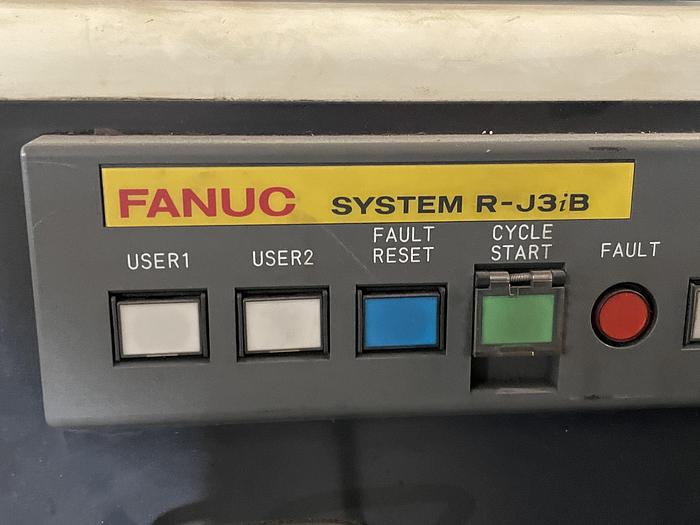 FANUC SYSTEM R-J3iB
USER1
USER2
FAULT
RESET
CYCLE
START
FAULT